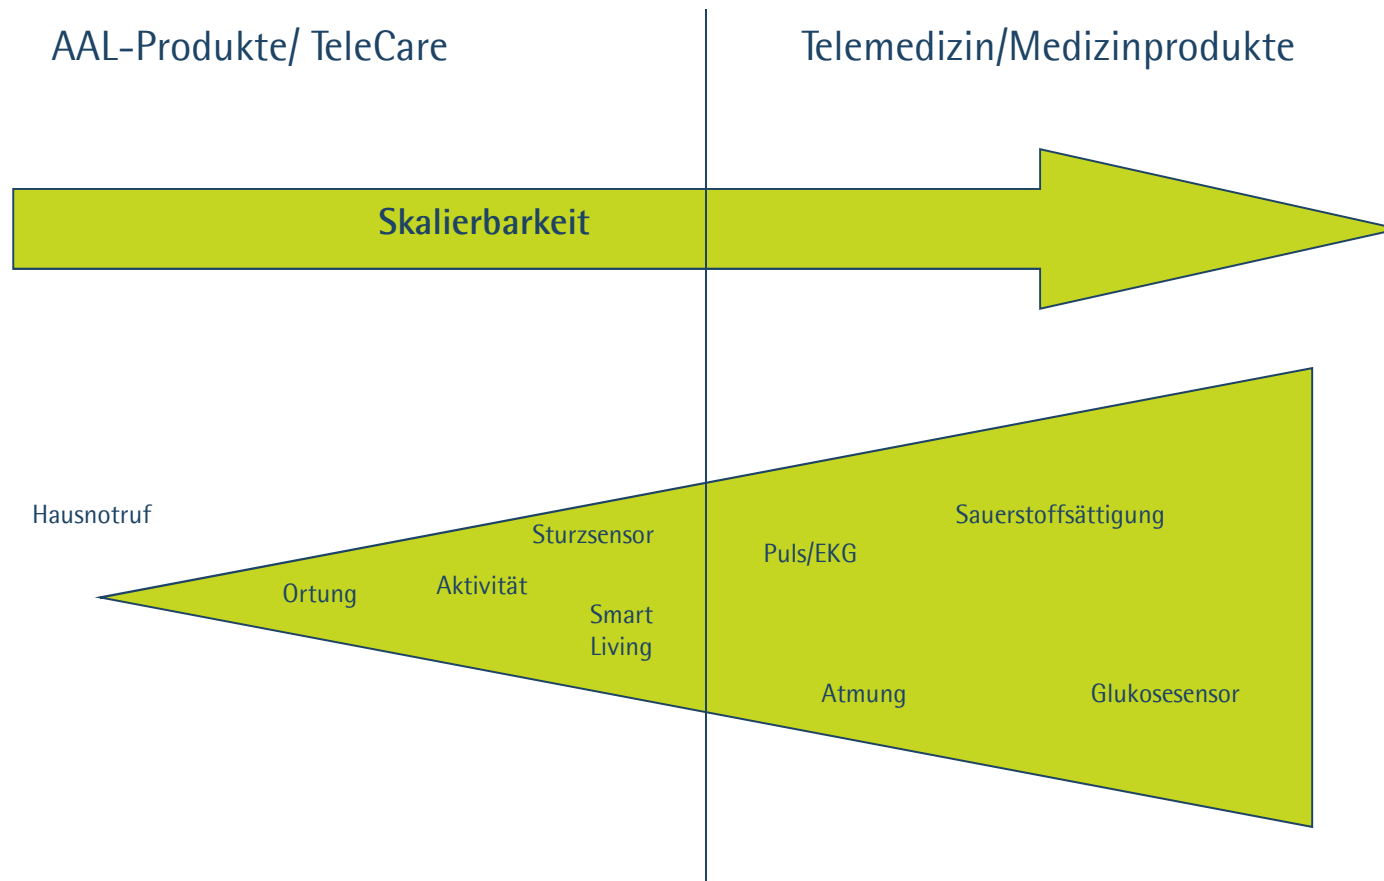 AAL-Produkte/ TeleCare
Telemedizin/Medizinprodukte
Skalierbarkeit
Hausnotruf
Ortung
Aktivität
Sturzsensor
Smart
Living
Puls/EKG
Sauerstoffsättigung
Atmung
Glukosesensor